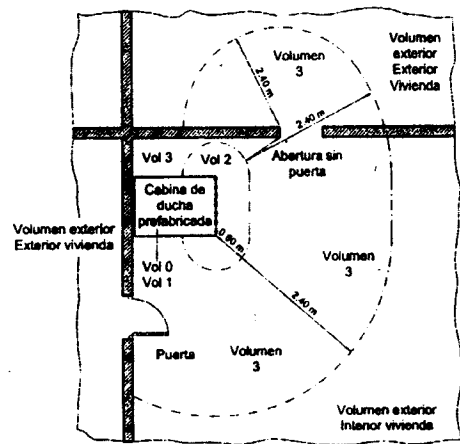 Volumen
3
Volumen
exterior
Exterior
Vivienda
2.40 m
2.40 m
Vol 3
Vol 2
Abertura sin
puerta
Cabina de
ducha
prefabricada
Volumen exterior
Exterior vivienda
0.60 m
Volumen
3
Vol 0
Vol 1
2.40 m
Puerta
Volumen
3
Volumen exterior
Interior vivienda